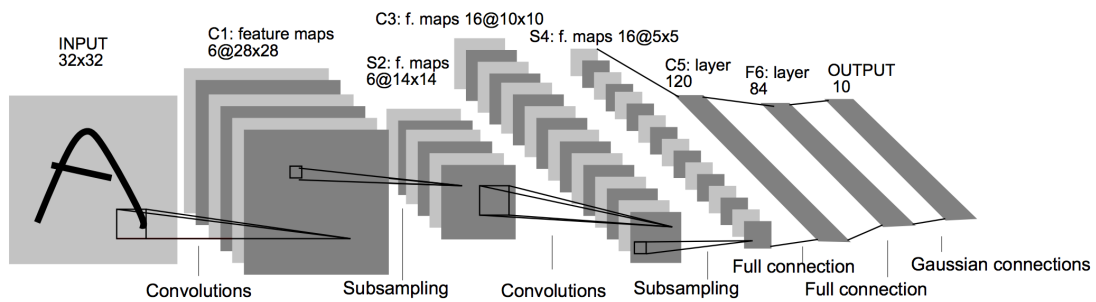 INPUT
32x32
C1: feature maps
6@28x28
S2: f. maps
6@14x14
C3: f. maps 16@10x10
S4: f. maps 16@5x5
C5: layer
120
F6: layer
84
OUTPUT
10
Convolutions
Subsampling
Convolutions
Subsampling
Full connection
Full connection
Gaussian connections